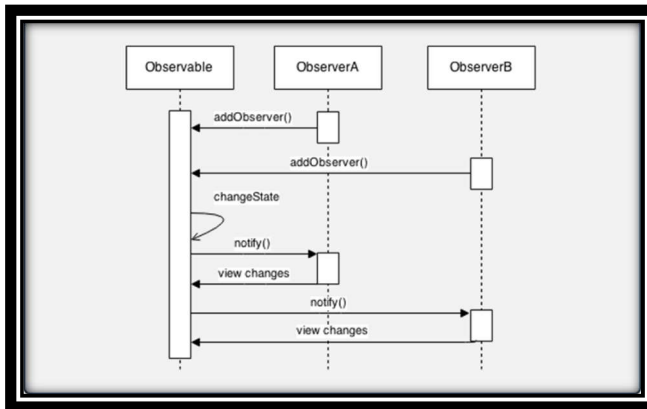 Observable
ObserverA
ObserverB
addObserver()
addObserver()
changeState
notify()
view changes
notify()
view changes